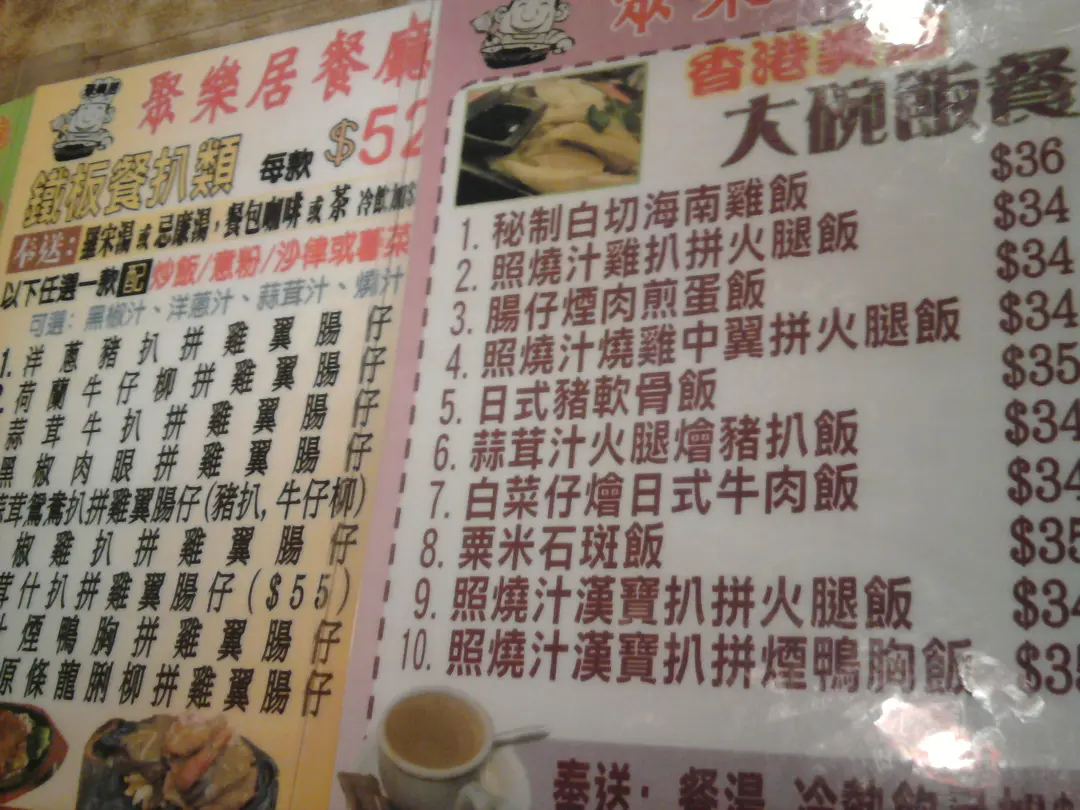 聚樂居餐廳
鐵板餐扒類 每款 $52
奉送：羅宋湯 或 忌廉湯，餐包咖啡 或 茶 冷飲加$
以下任選一款 配 炒飯/意粉/沙律或薯菜
可選：黑椒汁、洋蔥汁、蒜茸汁、燒汁
1. 洋蔥豬扒拼雞翼腸仔
荷蘭牛仔柳拼雞翼腸仔
蒜茸牛扒拼雞翼腸仔
黑椒肉眼拼雞翼腸仔
茸鴛鴦扒拼雞翼腸仔(豬扒,牛仔柳)
椒雞扒拼雞翼腸仔
茸什扒拼雞翼腸仔($55)
煙鴨胸拼雞翼腸仔
原條龍脷柳拼雞翼腸仔
香港
大碗飯餐
1. 秘制白切海南雞飯 $36
2. 照燒汁雞扒拼火腿飯 $34
3. 腸仔煙肉煎蛋飯 $34
4. 照燒汁燒雞中翼拼火腿飯 $34
5. 日式豬軟骨飯 $35
6. 蒜茸汁火腿燴豬扒飯 $34
7. 白菜仔燴日式牛肉飯 $34
8. 粟米石斑飯 $35
9. 照燒汁漢寶扒拼火腿飯 $34
10. 照燒汁漢寶扒拼煙鴨胸飯 $35
奉送：餐湯